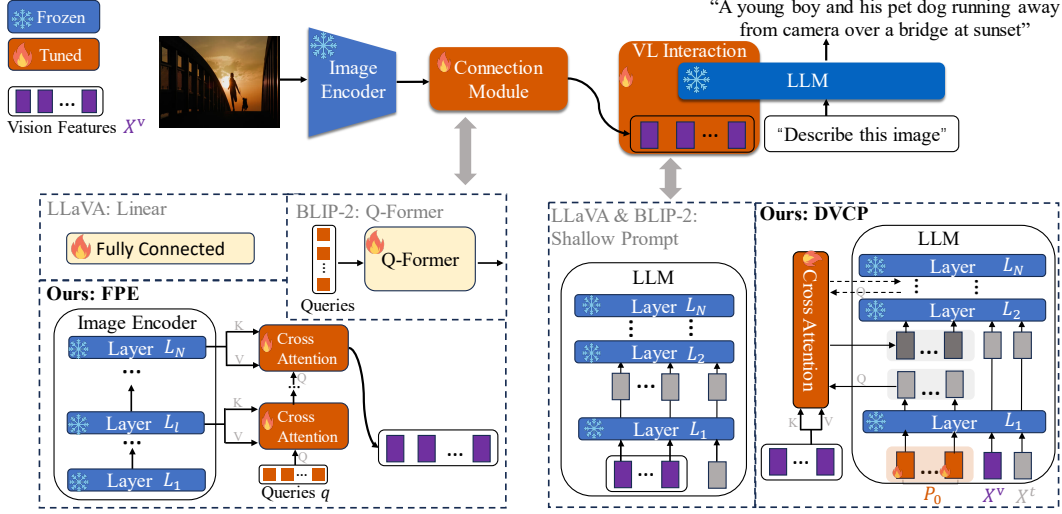 Frozen
Tuned
Vision Features X^v
Image
Encoder
Connection
Module
VL Interaction
LLM
"A young boy and his pet dog running away
from camera over a bridge at sunset"
"Describe this image"
LLaVA: Linear
Fully Connected
BLIP-2: Q-Former
Q-Former
Queries
Ours: FPE
Image Encoder
Layer L_N
...
Layer L_l
...
Layer L_1
K
V
Cross
Attention
Q
...
K
V
Cross
Attention
Q
Queries q
...
LLaVA & BLIP-2:
Shallow Prompt
LLM
Layer L_N
Layer L_2
...
Layer L_1
...
Ours: DVCP
Cross Attention
K
V
...
LLM
Layer L_N
Q
Layer L_2
...
Q
...
Layer L_1
...
P_0
X^v
X^t